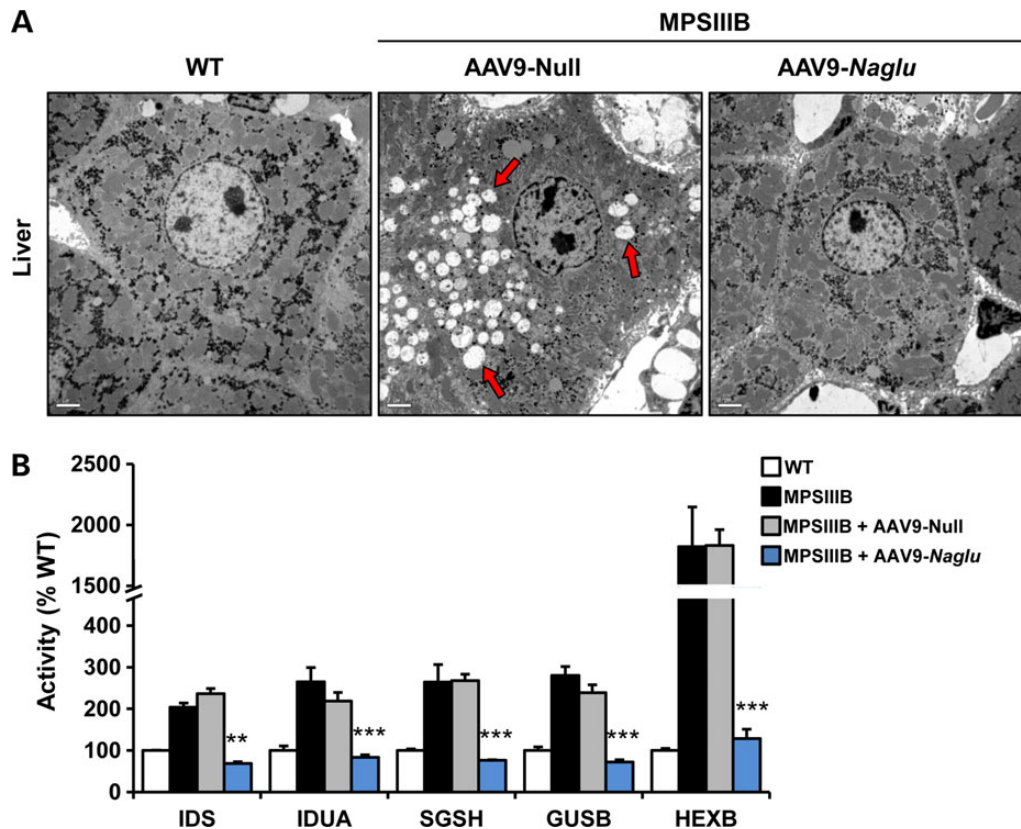 A
MPSIIIB
WT
AAV9-Null
AAV9-Naglu
Liver
B
Activity (% WT)
2500
2000
1500
400
300
200
100
0
WT
MPSIIIB
MPSIIIB + AAV9-Null
MPSIIIB + AAV9-Naglu
**
***
***
***
***
IDS
IDUA
SGSH
GUSB
HEXB